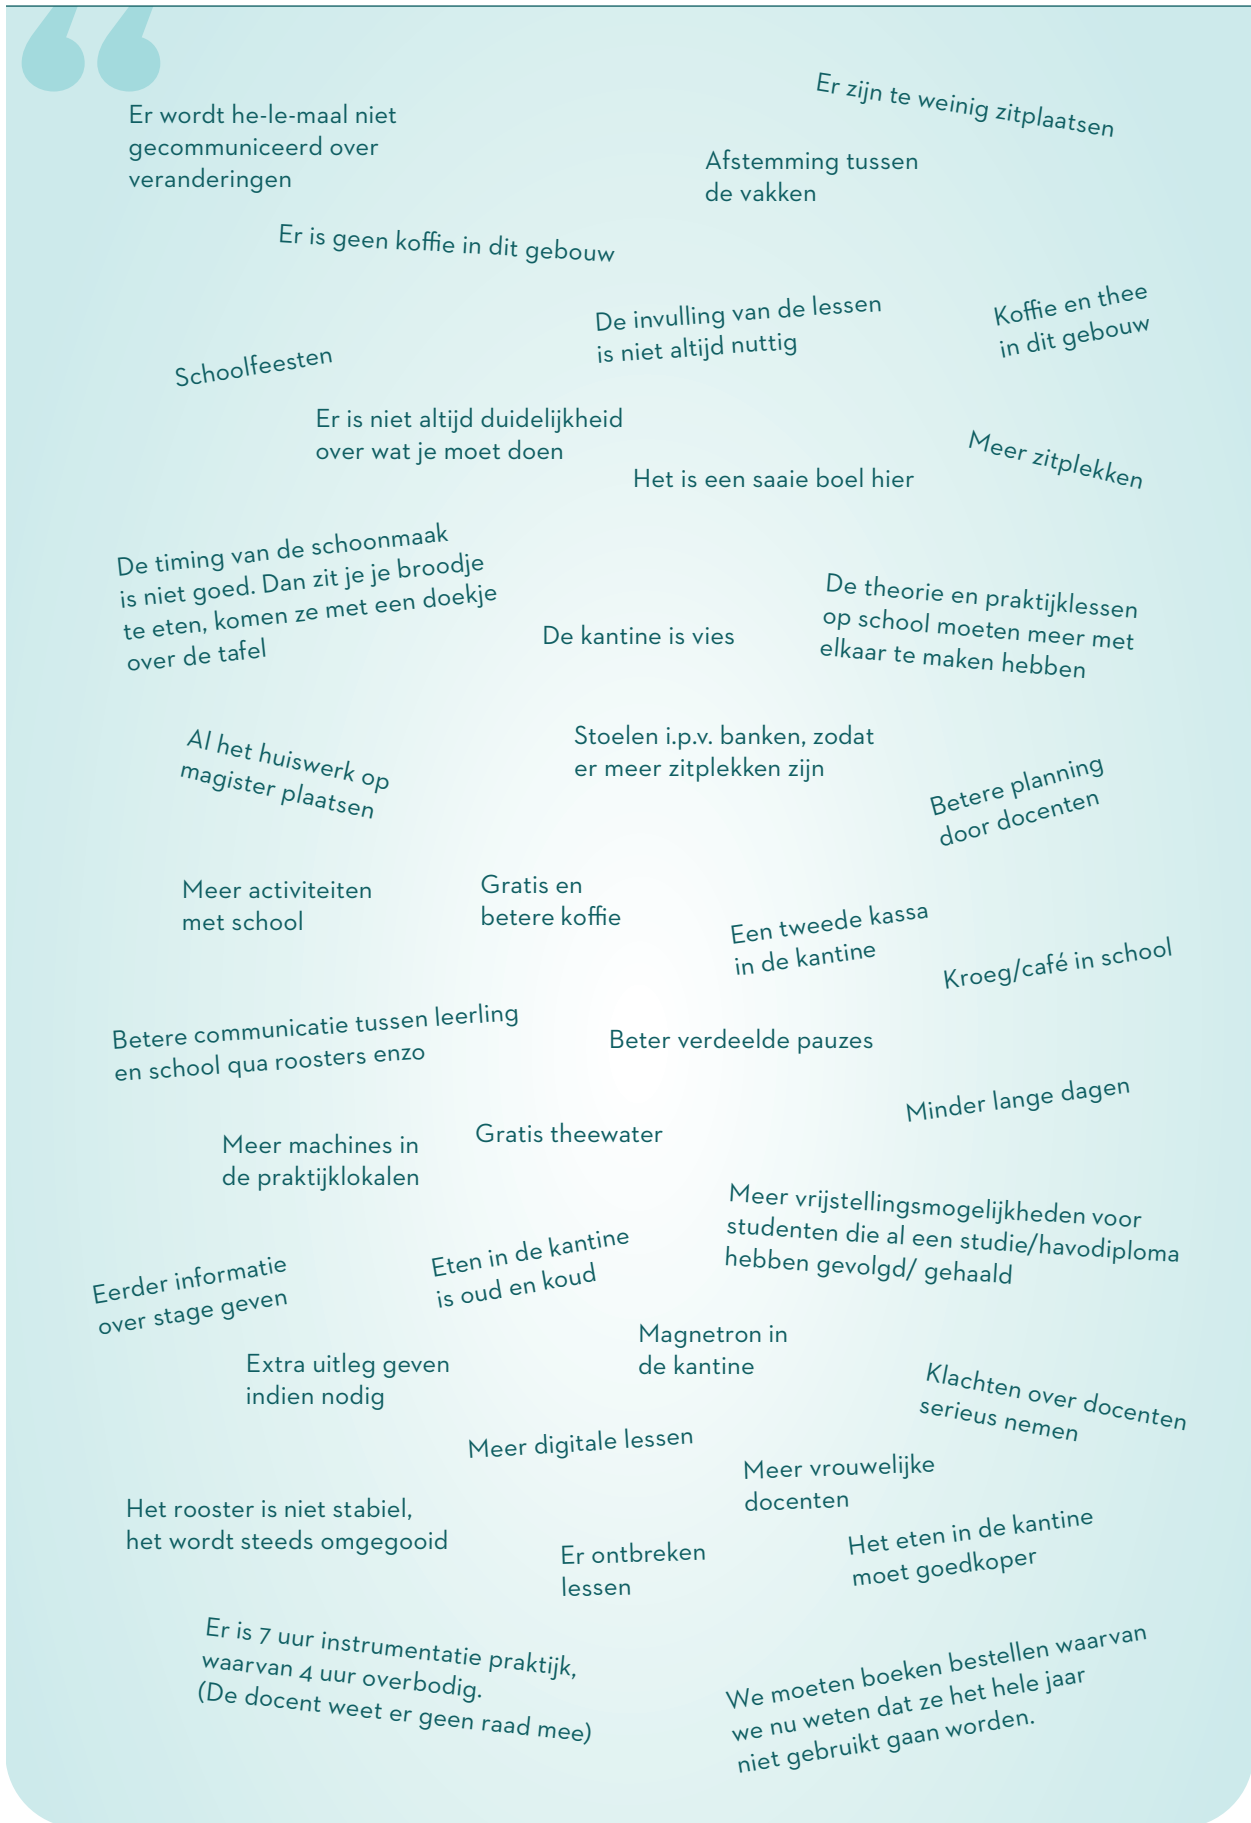 “
Er wordt he-le-maal niet
gecommuniceerd over
veranderingen
Er zijn te weinig zitplaatsen
Afstemming tussen
de vakken
Er is geen koffie in dit gebouw
De invulling van de lessen
is niet altijd nuttig
Koffie en thee
in dit gebouw
Schoolfeesten
Er is niet altijd duidelijkheid
over wat je moet doen
Meer zitplekken
Het is een saaie boel hier
De timing van de schoonmaak
is niet goed. Dan zit je je broodje
te eten, komen ze met een doekje
over de tafel
De kantine is vies
De theorie en praktijklessen
op school moeten meer met
elkaar te maken hebben
Al het huiswerk op
magister plaatsen
Stoelen i.p.v. banken, zodat
er meer zitplekken zijn
Betere planning
door docenten
Meer activiteiten
met school
Gratis en
betere koffie
Een tweede kassa
in de kantine
Kroeg/café in school
Betere communicatie tussen leerling
en school qua roosters enzo
Beter verdeelde pauzes
Minder lange dagen
Meer machines in
de praktijklokalen
Gratis theewater
Meer vrijstellingsmogelijkheden voor
studenten die al een studie/havodiploma
hebben gevolgd/ gehaald
Eerder informatie
over stage geven
Eten in de kantine
is oud en koud
Magnetron in
de kantine
Extra uitleg geven
indien nodig
Klachten over docenten
serieus nemen
Meer digitale lessen
Meer vrouwelijke
docenten
Het rooster is niet stabiel,
het wordt steeds omgegooid
Er ontbreken
lessen
Het eten in de kantine
moet goedkoper
Er is 7 uur instrumentatie praktijk,
waarvan 4 uur overbodig.
(De docent weet er geen raad mee)
We moeten boeken bestellen waarvan
we nu weten dat ze het hele jaar
niet gebruikt gaan worden.